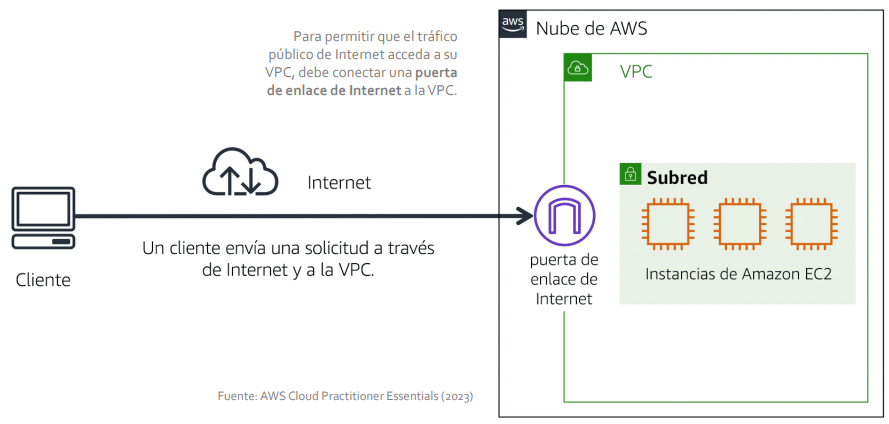 Para permitir que el tráfico
público de Internet acceda a su
VPC, debe conectar una puerta
de enlace de Internet a la VPC.
aws
Nube de AWS
VPC
Internet
Subred
Un cliente envía una solicitud a través
de Internet y a la VPC.
Cliente
puerta de
enlace de
Internet
Instancias de Amazon EC2
Fuente: AWS Cloud Practitioner Essentials (2023)